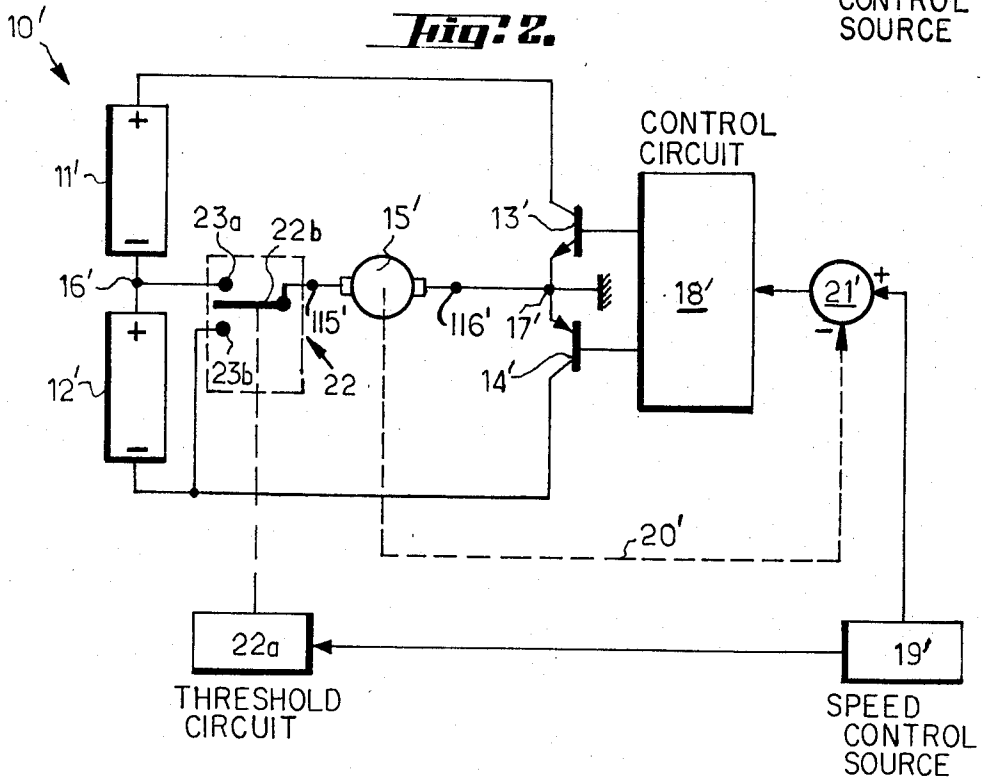 10'
Fig. 2.
CONTROL
SOURCE
+
11'
−
16'
+
12'
−
23a
22b
15'
115'
116'
23b
22
13'
17'
14'
CONTROL
CIRCUIT
18'
21'
+
-
20'
22a
THRESHOLD
CIRCUIT
19'
SPEED
CONTROL
SOURCE